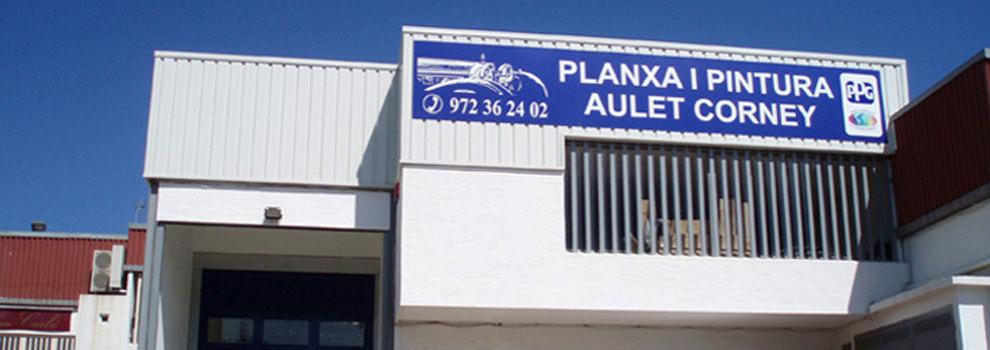 PLANXA I PINTURA
AULET CORNEY
972 36 24 02
PPG